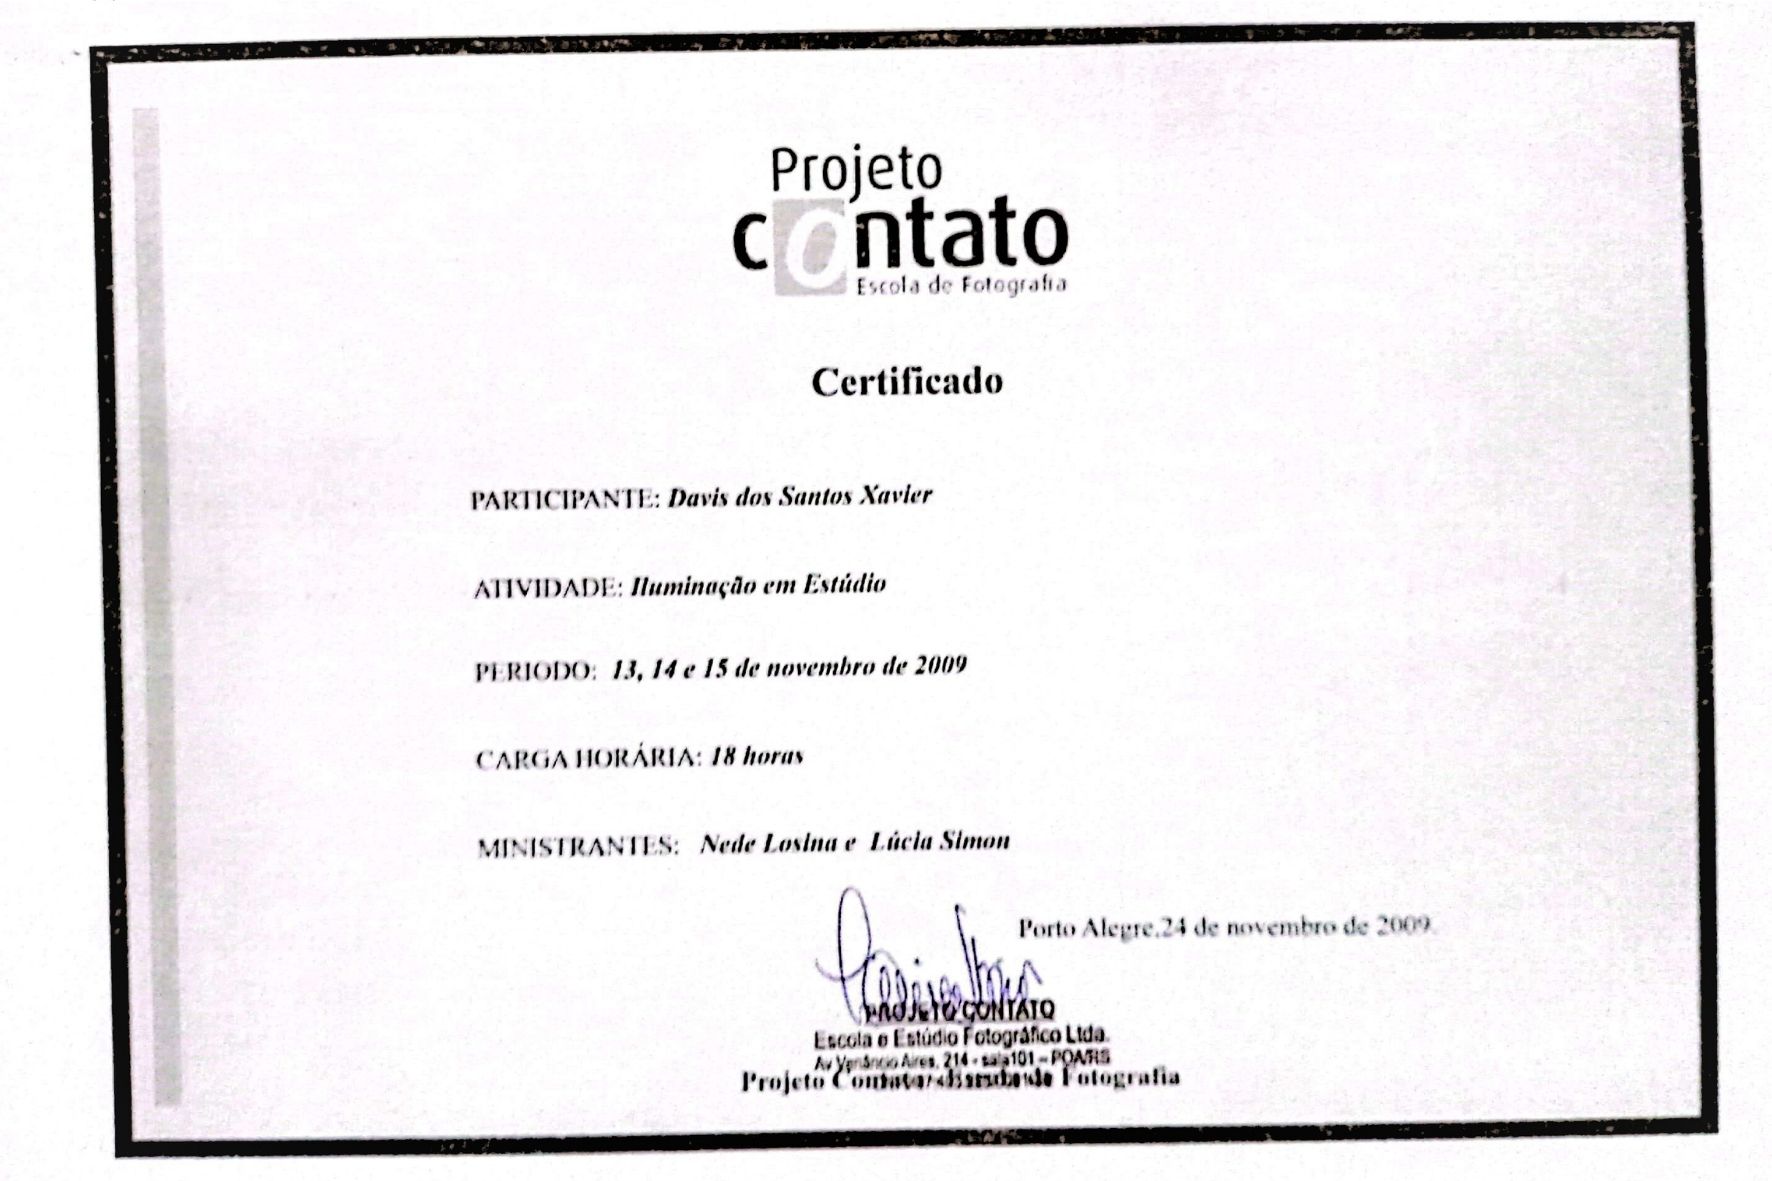 Projeto
contato
Escola de Fotografia
Certificado
PARTICIPANTE: Davis dos Santos Xavier
ATIVIDADE: Iluminação em Estúdio
PERIODO: 13, 14 e 15 de novembro de 2009
CARGA HORÁRIA: 18 horas
MINISTRANTES: Nede Losina e Lúcia Simon
Porto Alegre,24 de novembro de 2009.
PROJETO CONTATO
Escola e Estúdio Fotográfico Ltda.
Av Venâncio Aires, 214 - sala101 – POA/RS
Projeto Contato Fotografia